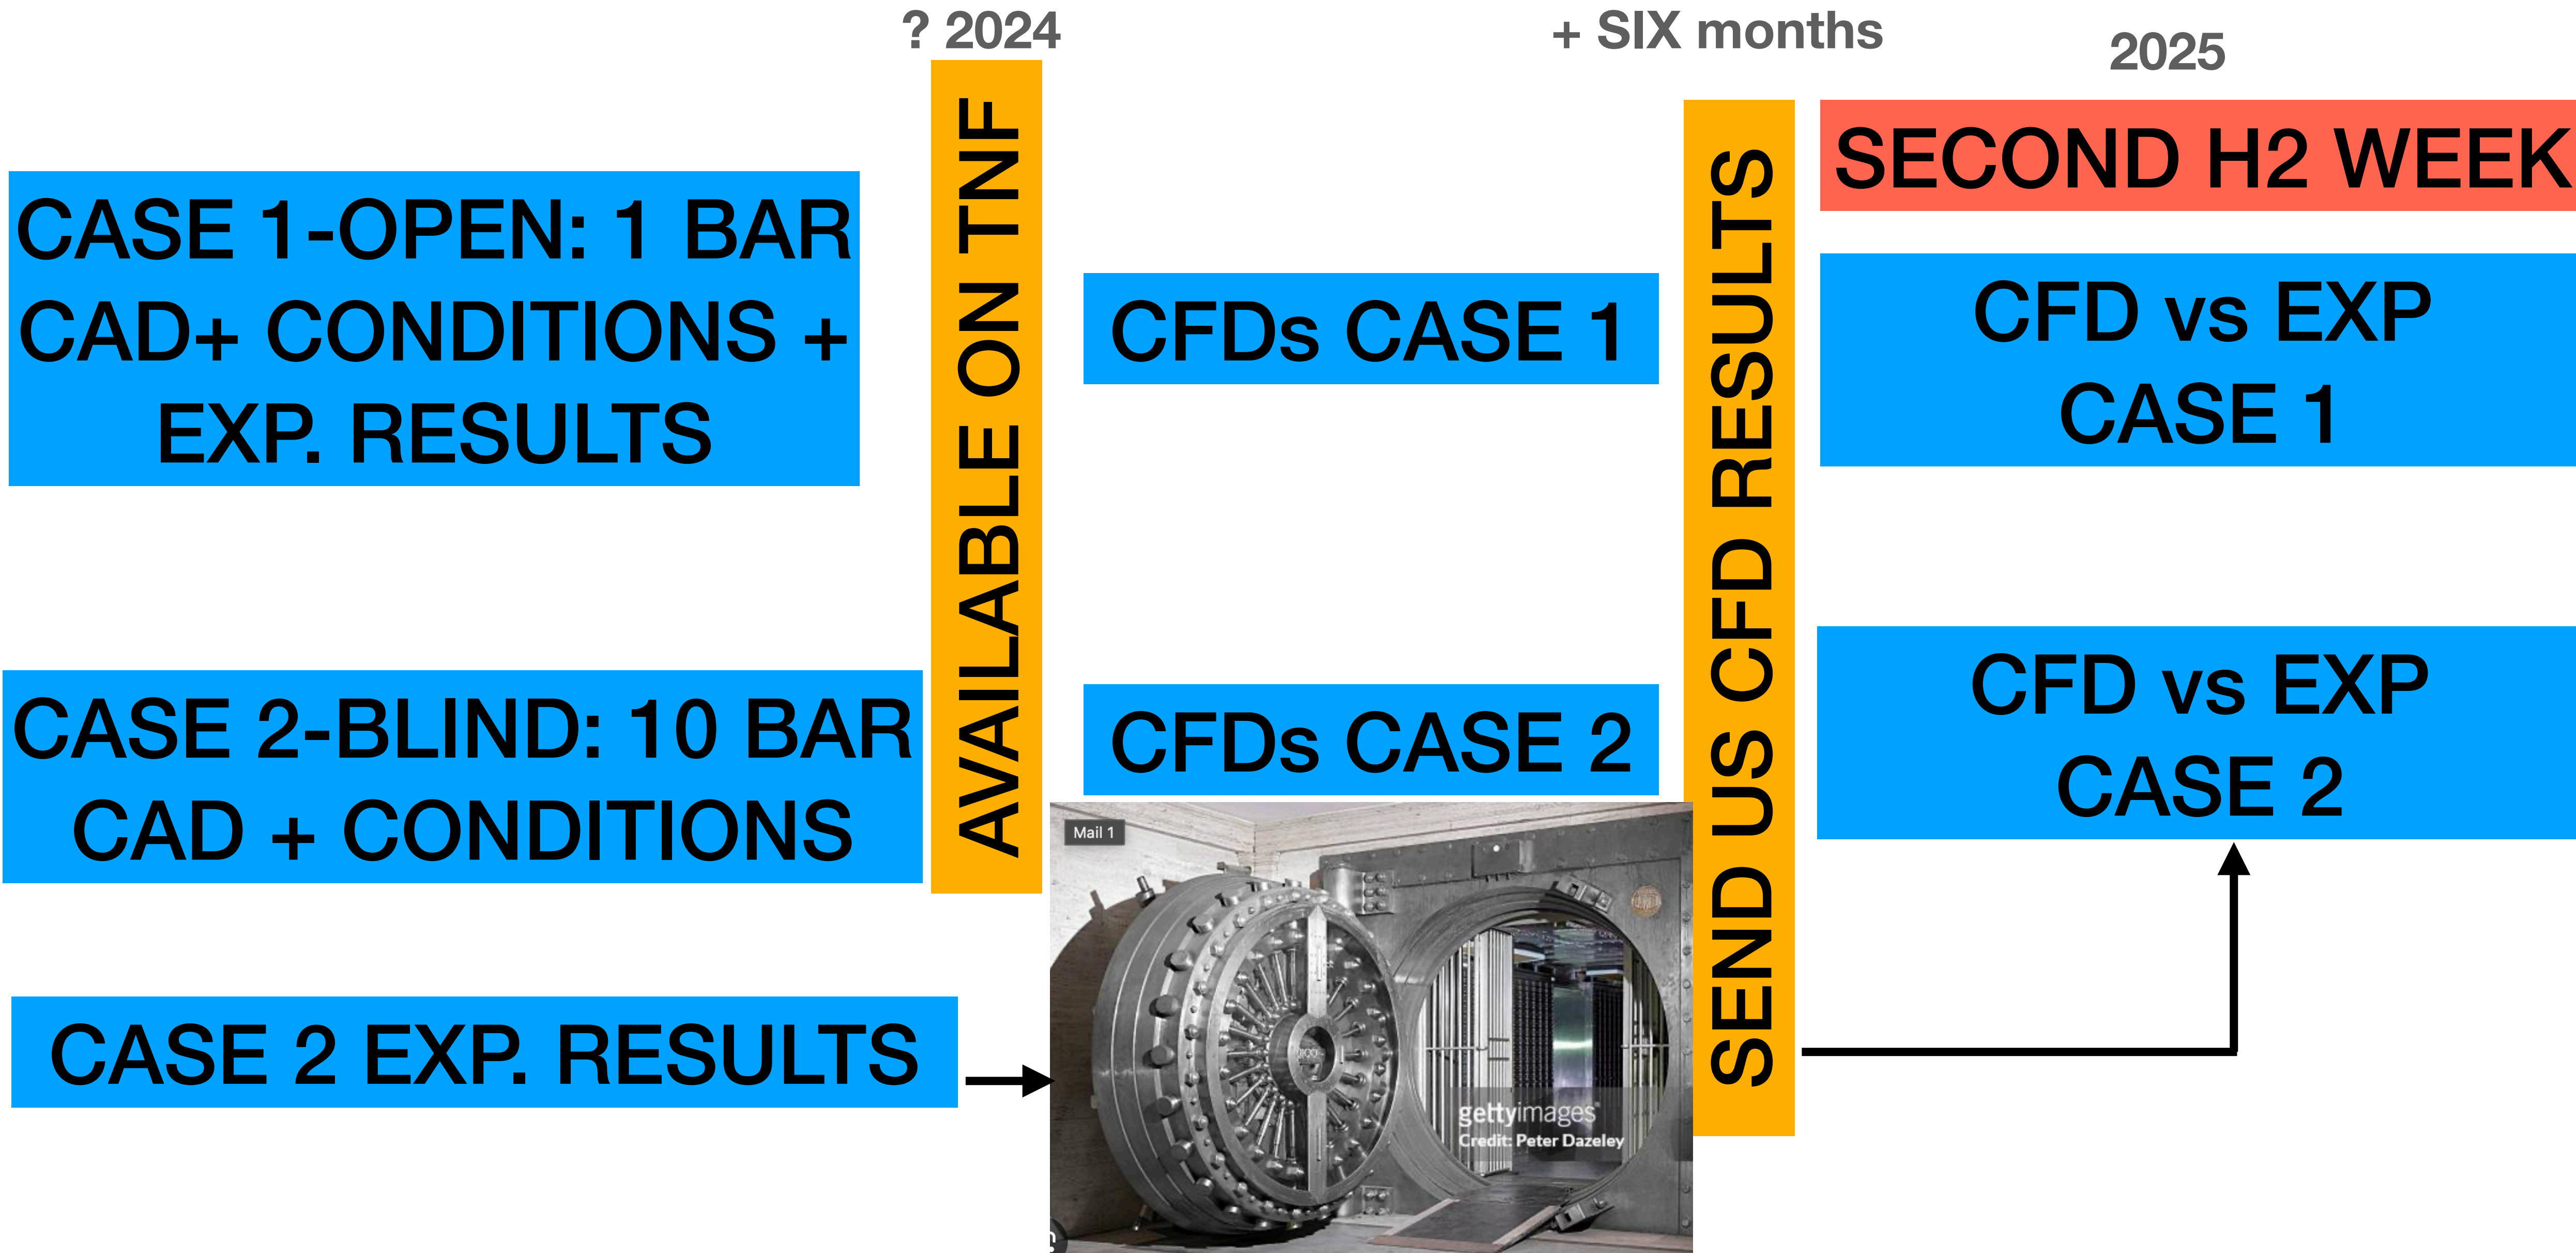 ? 2024
+ SIX months
2025
AVAILABLE ON TNF
SEND US CFD RESULTS
SECOND H2 WEEK
CASE 1-OPEN: 1 BAR
CAD+ CONDITIONS +
EXP. RESULTS
CFDs CASE 1
CFD vs EXP
CASE 1
CASE 2-BLIND: 10 BAR
CAD + CONDITIONS
CFDs CASE 2
CFD vs EXP
CASE 2
Mail 1
CASE 2 EXP. RESULTS
gettyimages®
Credit: Peter Dazeley